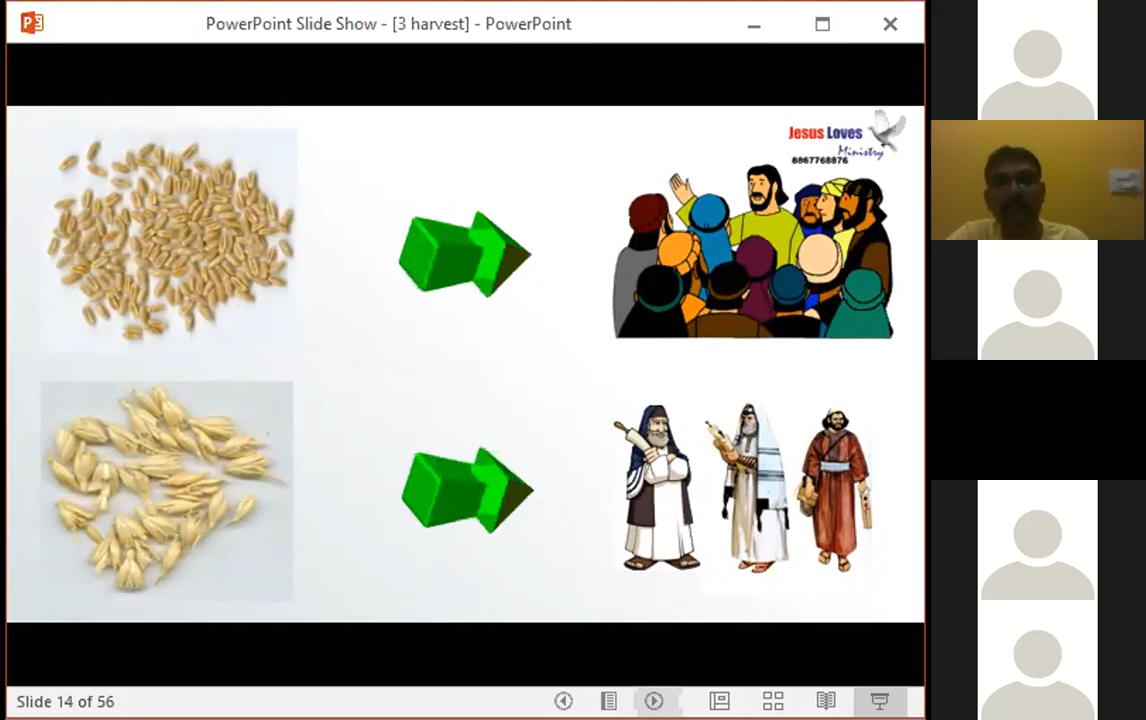 PowerPoint Slide Show - [3 harvest] - PowerPoint
Jesus Loves
Ministry
8867768876
Slide 14 of 56